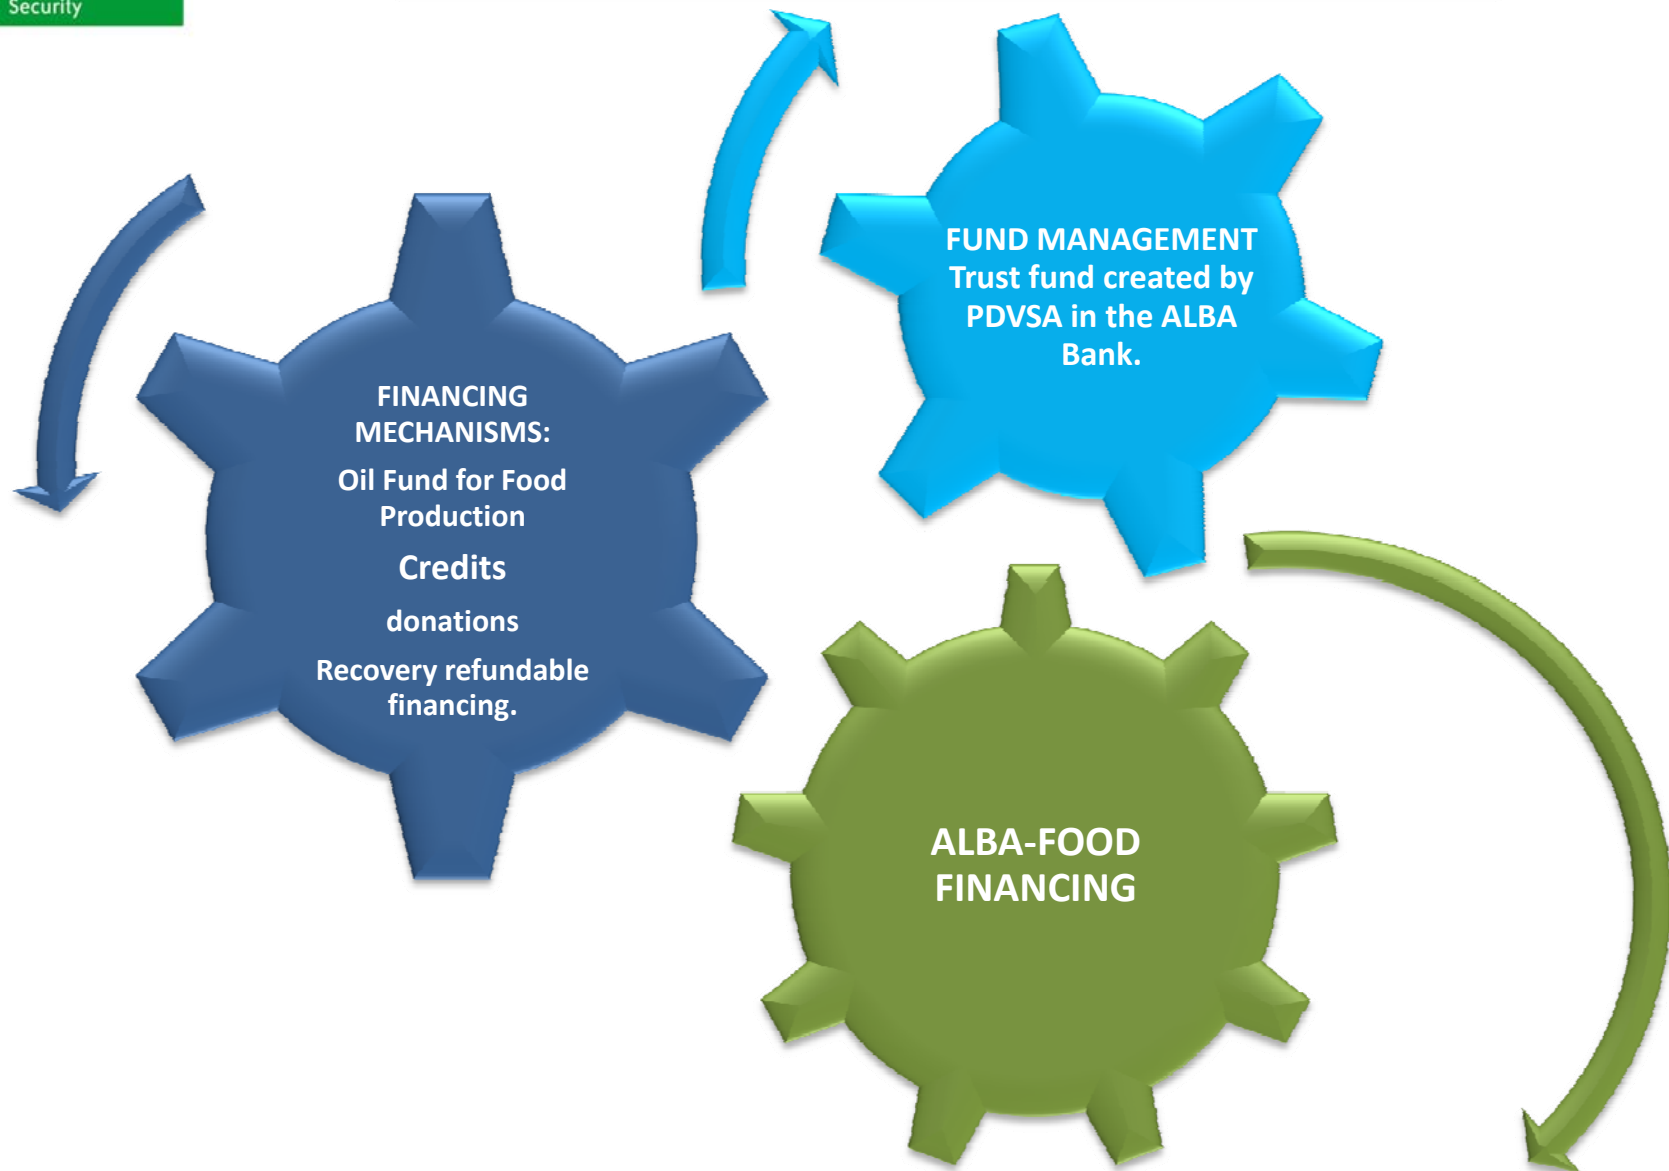 Security
FUND MANAGEMENT
Trust fund created by
PDVSA in the ALBA
Bank.
FINANCING
MECHANISMS:
Oil Fund for Food
Production
Credits
donations
Recovery refundable
financing.
ALBA-FOOD
FINANCING